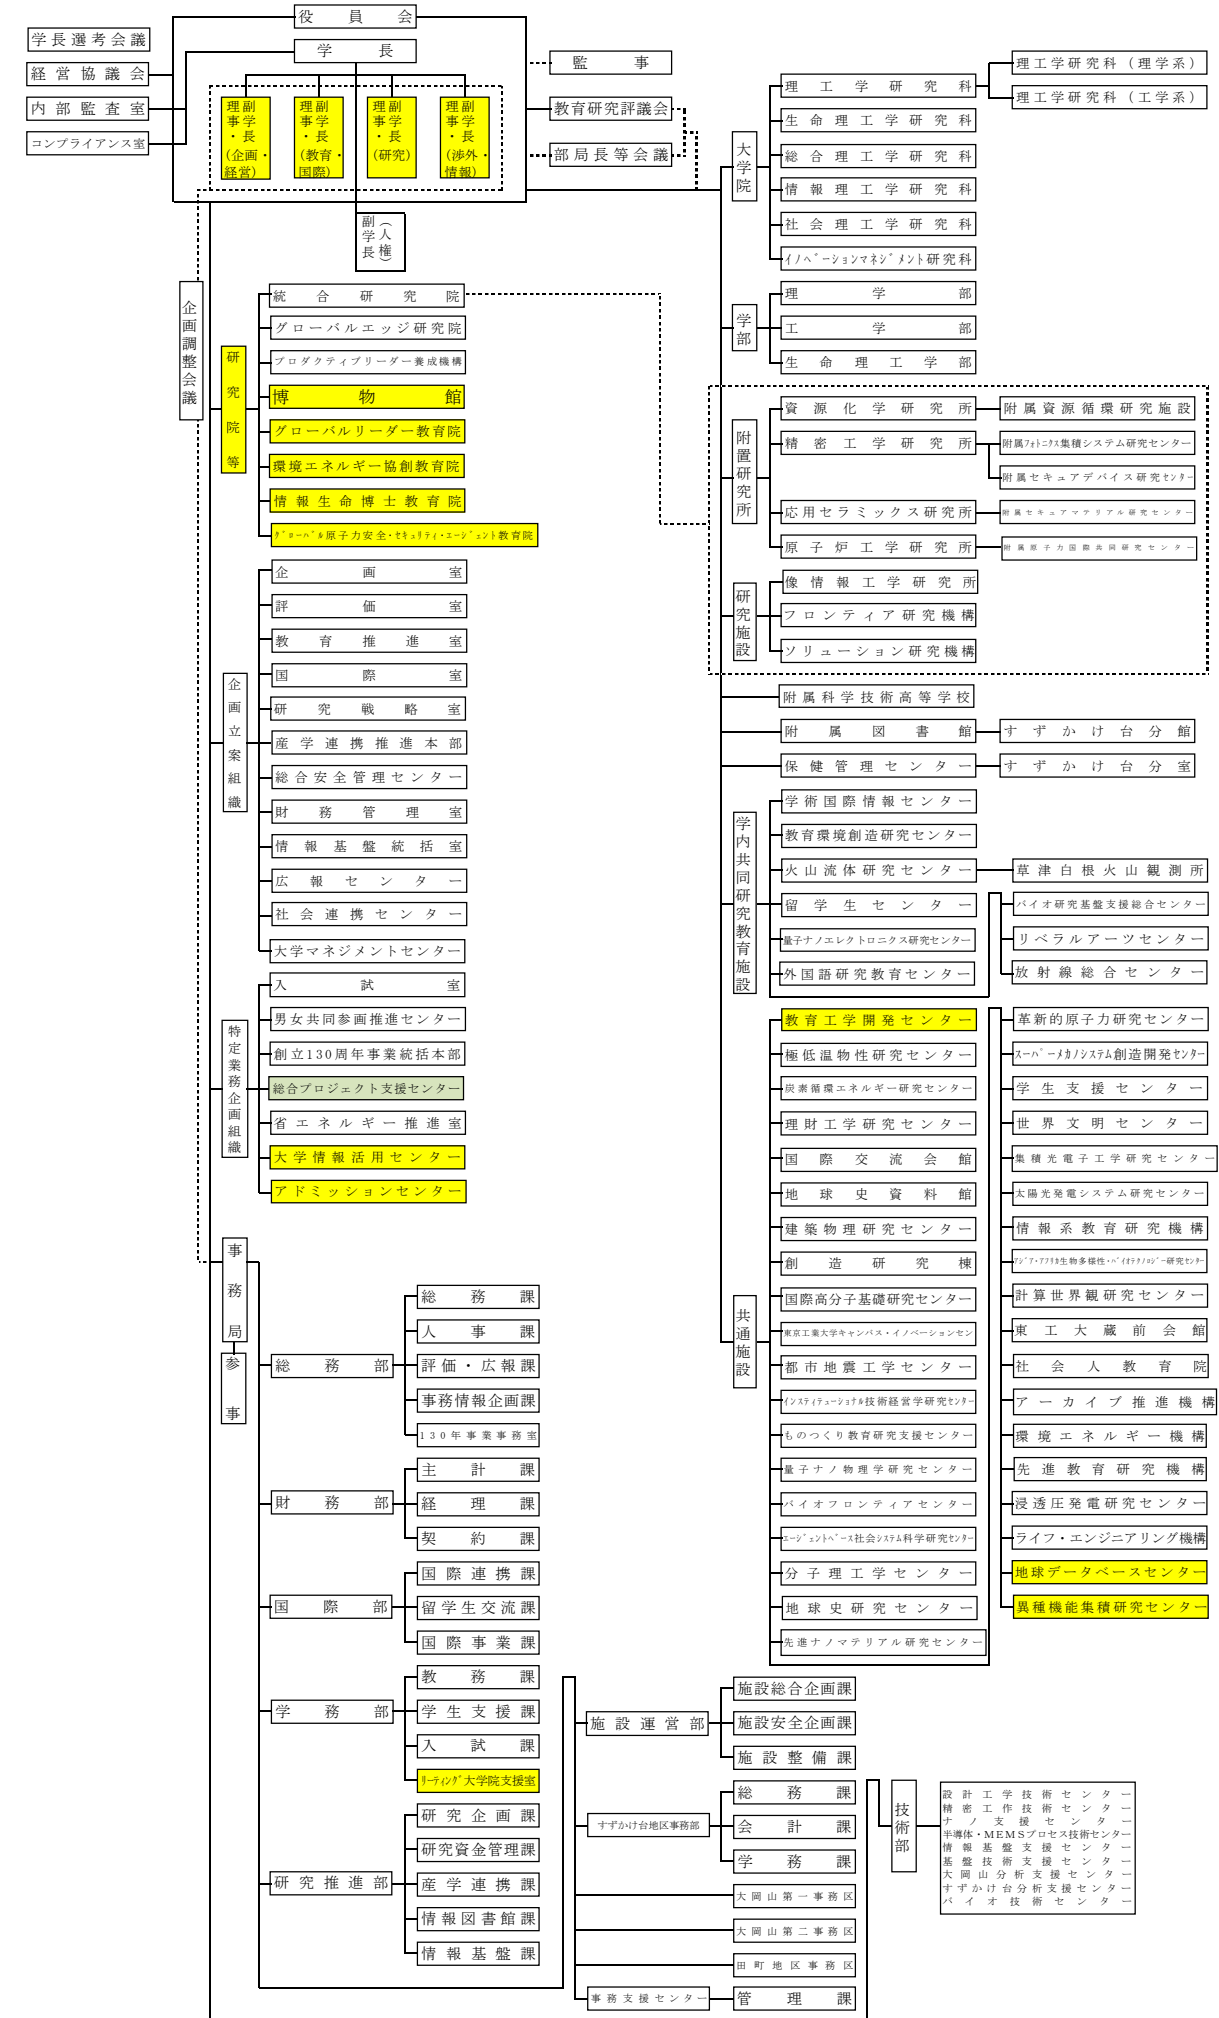 役員会
学長選考会議
経営協議会
内部監査室
コンプライアンス室
学長
理事・副学長(企画・経営)
理事・副学長(教育・国際)
理事・副学長(研究)
理事・副学長(渉外・情報)
副学長(人権)
監事
教育研究評議会
部局長等会議
企画調整会議
研究院等
統合研究院
グローバルエッジ研究院
プロダクティブリーダー養成機構
博物館
グローバルリーダー教育院
環境エネルギー協創教育院
情報生命博士教育院
グローバル原子力安全・セキュリティ・エージェント教育院
企画立案組織
企画室
評価室
教育推進室
国際室
研究戦略室
産学連携推進本部
総合安全管理センター
財務管理室
情報基盤統括室
広報センター
社会連携センター
大学マネジメントセンター
特定業務企画組織
入試室
男女共同参画推進センター
創立130周年事業統括本部
総合プロジェクト支援センター
省エネルギー推進室
大学情報活用センター
アドミッションセンター
事務局
参事
総務部
総務課
人事課
評価・広報課
事務情報企画課
130年事業事務室
財務部
主計課
経理課
契約課
国際部
国際連携課
留学生交流課
国際事業課
学務部
教務課
学生支援課
入試課
リーディング大学院支援室
研究推進部
研究企画課
研究資金管理課
産学連携課
情報図書館課
情報基盤課
大学院
理工学研究科
理工学研究科(理学系)
理工学研究科(工学系)
生命理工学研究科
総合理工学研究科
情報理工学研究科
社会理工学研究科
イノベーションマネジメント研究科
学部
理学部
工学部
生命理工学部
附置研究所
資源化学研究所
附属資源循環研究施設
精密工学研究所
附属フォトニクス集積システム研究センター
附属セキュアデバイス研究センター
応用セラミックス研究所
附属セキュアマテリアル研究センター
原子炉工学研究所
附属原子力国際共同研究センター
研究施設
像情報工学研究所
フロンティア研究機構
ソリューション研究機構
附属科学技術高等学校
附属図書館
すずかけ台分館
保健管理センター
すずかけ台分室
学内共同研究教育施設
学術国際情報センター
教育環境創造研究センター
火山流体研究センター
草津白根火山観測所
留学生センター
量子ナノエレクトロニクス研究センター
外国語研究教育センター
バイオ研究基盤支援総合センター
リベラルアーツセンター
放射線総合センター
共通施設
教育工学開発センター
極低温物性研究センター
炭素循環エネルギー研究センター
理財工学研究センター
国際交流会館
地球史資料館
建築物理研究センター
創造研究棟
国際高分子基礎研究センター
東京工業大学キャンパス・イノベーションセン
都市地震工学センター
インスティテューショナル技術経営学研究センター
ものつくり教育研究支援センター
量子ナノ物理学研究センター
バイオフロンティアセンター
エージェントベース社会システム科学研究センター
分子理工学センター
地球史研究センター
先進ナノマテリアル研究センター
革新的原子力研究センター
スーパーメカノシステム創造開発センター
学生支援センター
世界文明センター
集積光電子工学研究センター
太陽光発電システム研究センター
情報系教育研究機構
アジア・アフリカ生物多様性・バイオテクノロジー研究センター
計算世界観研究センター
東工大蔵前会館
社会人教育院
アーカイブ推進機構
環境エネルギー機構
先進教育研究機構
浸透圧発電研究センター
ライフ・エンジニアリング機構
地球データベースセンター
異種機能集積研究センター
施設運営部
施設総合企画課
施設安全企画課
施設整備課
すずかけ台地区事務部
総務課
会計課
学務課
大岡山第一事務区
大岡山第二事務区
田町地区事務区
事務支援センター
管理課
技術部
設計工学技術センター
精密工作技術センター
ナノ支援センター
半導体・MEMSプロセス技術センター
情報基盤支援センター
基盤技術支援センター
大岡山分析支援センター
すずかけ台分析支援センター
バイオ技術センター